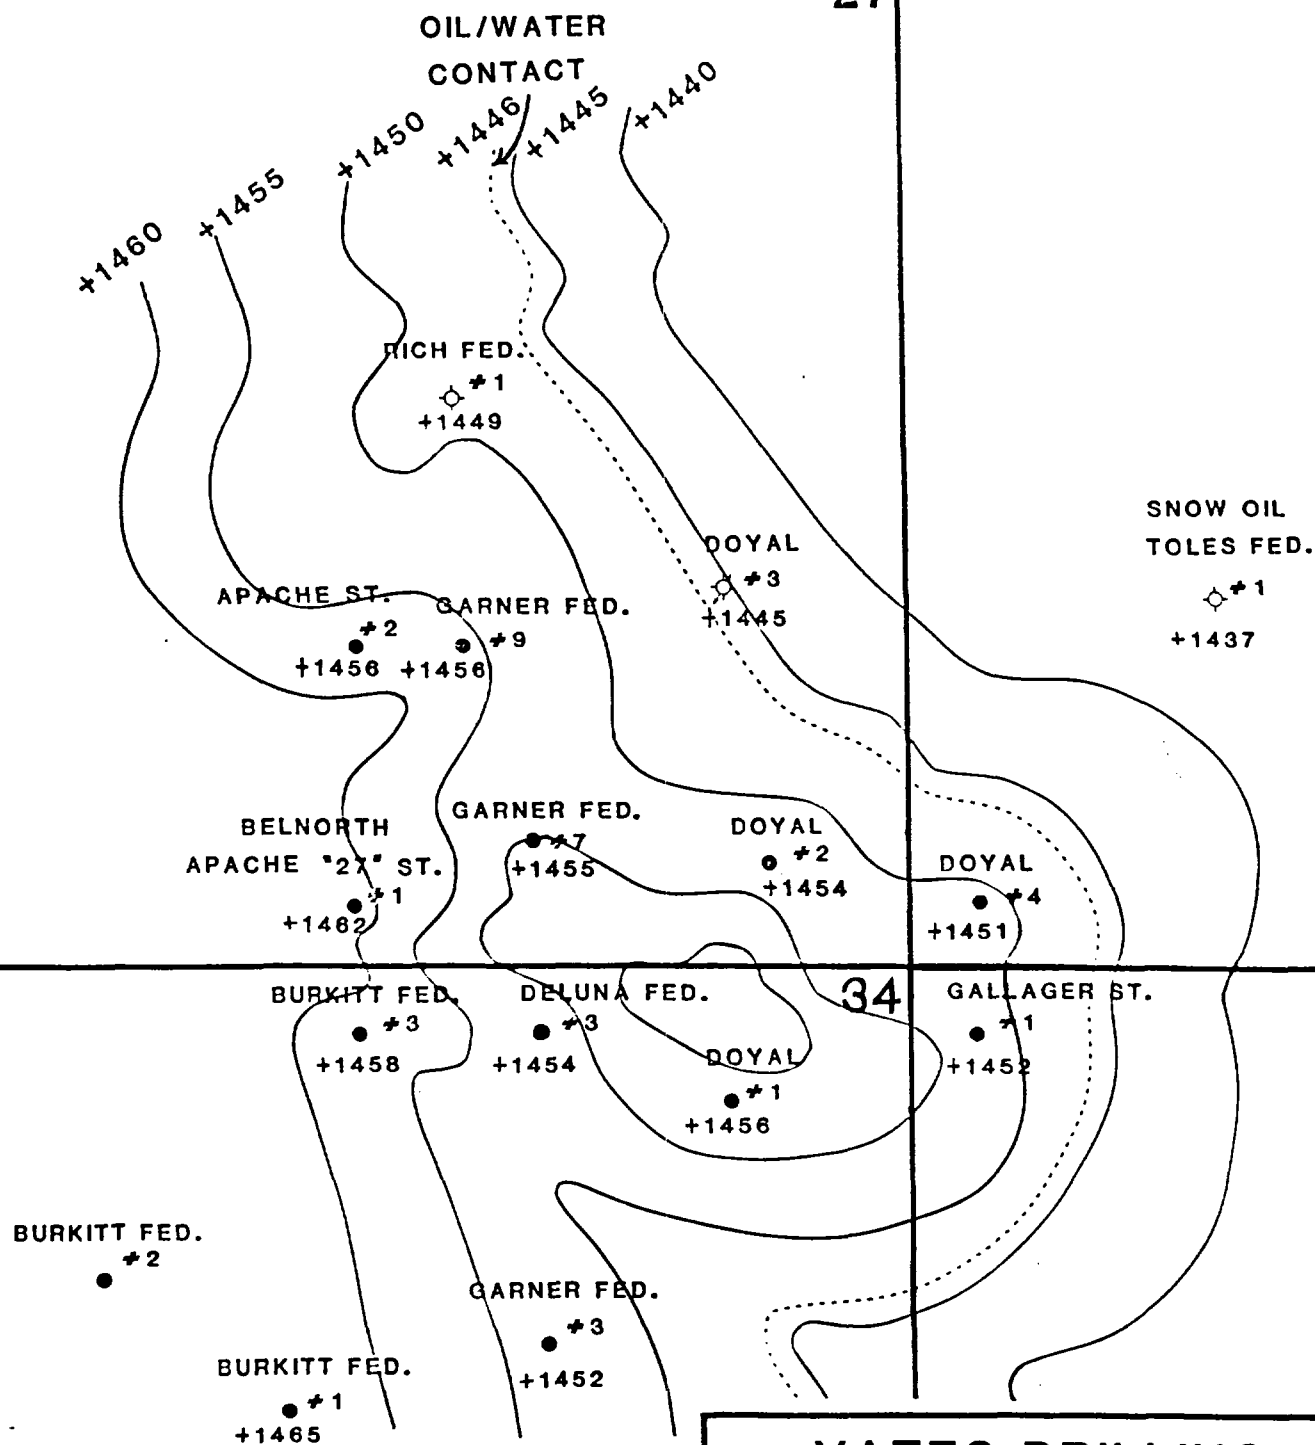 OIL/WATER
CONTACT
+1460
+1455
+1450
+1446
+1445
+1440
RICH FED.
#1
+1449
SNOW OIL
TOLES FED.
#1
+1437
DOYAL
#3
+1445
APACHE ST.
#2
+1456
GARNER FED.
#9
+1456
BELNORTH
APACHE "27" ST.
#1
+1462
GARNER FED.
#7
+1455
DOYAL
#2
+1454
DOYAL
#4
+1451
34
BURKITT FED.
#3
+1458
DELUNA FED.
#3
+1454
GALLAGER ST.
#1
+1452
DOYAL
#1
+1456
BURKITT FED.
#2
GARNER FED.
#3
+1452
BURKITT FED.
#1
+1465